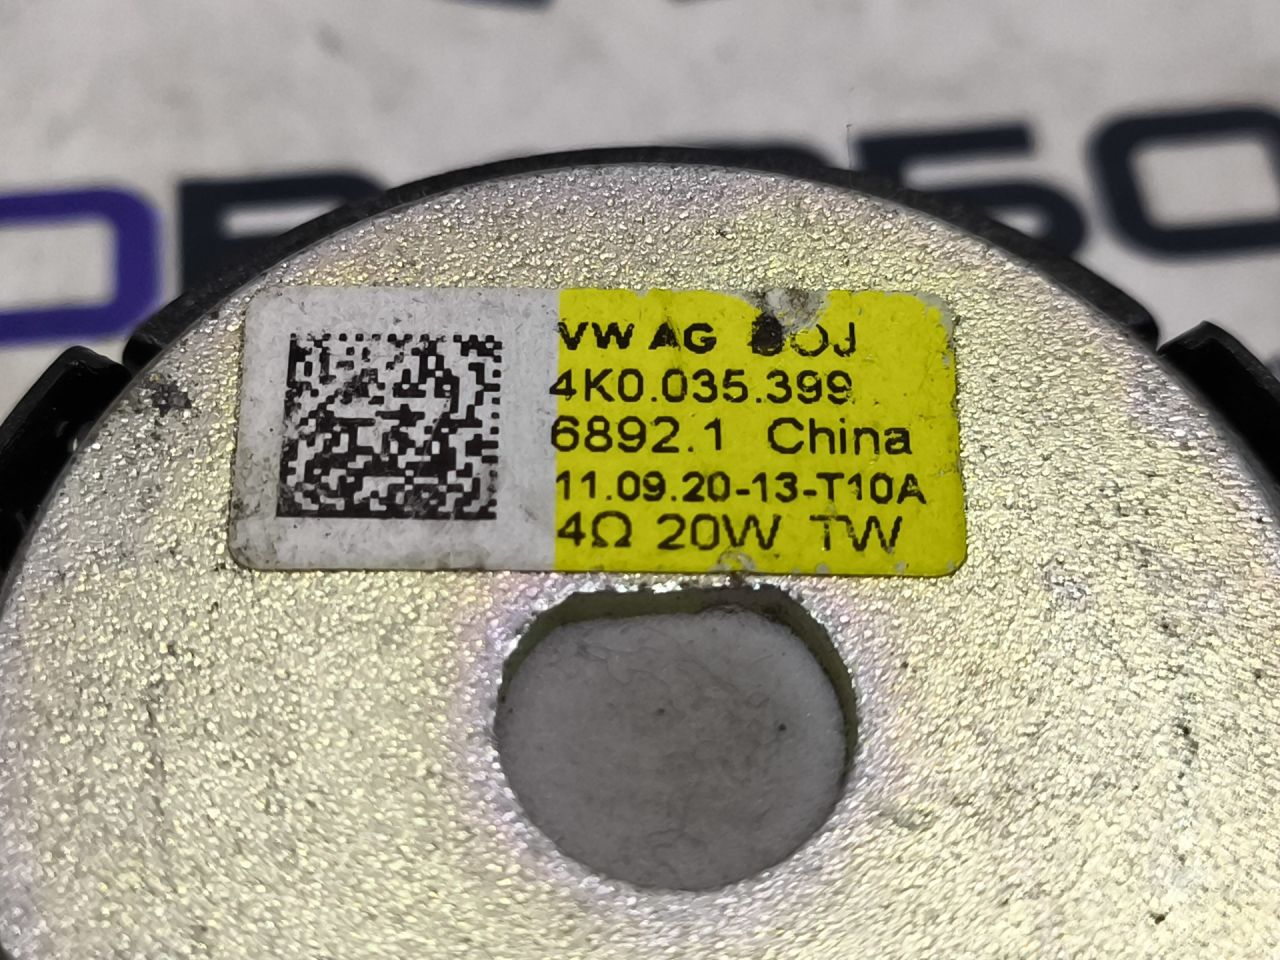 VW AG
4K0.035.399
6892.1 China
11.09.20-13-T10A
4Ω 20W TW